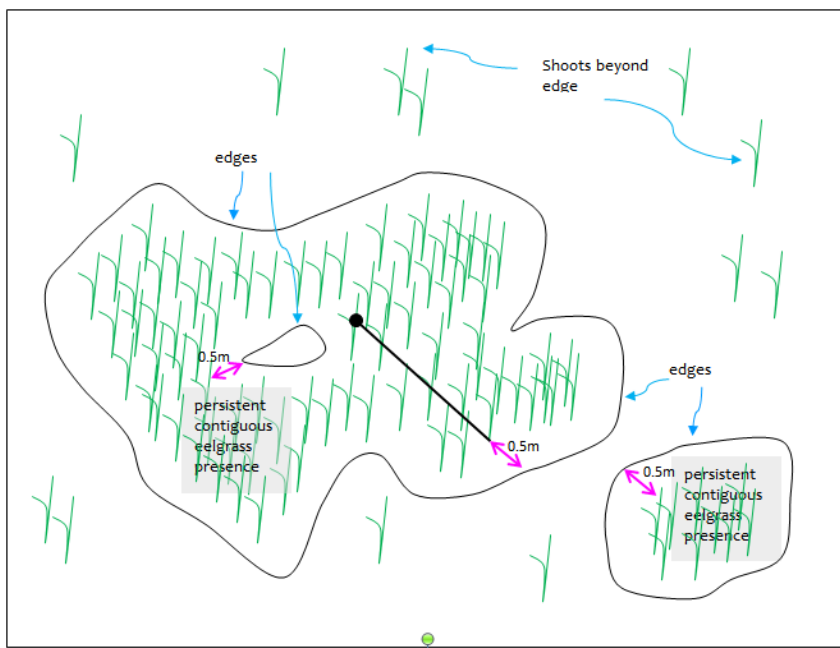 Shoots beyond
edge
edges
0.5m
persistent
contiguous
eelgrass
presence
0.5m
edges
0.5m
persistent
contiguous
eelgrass
presence